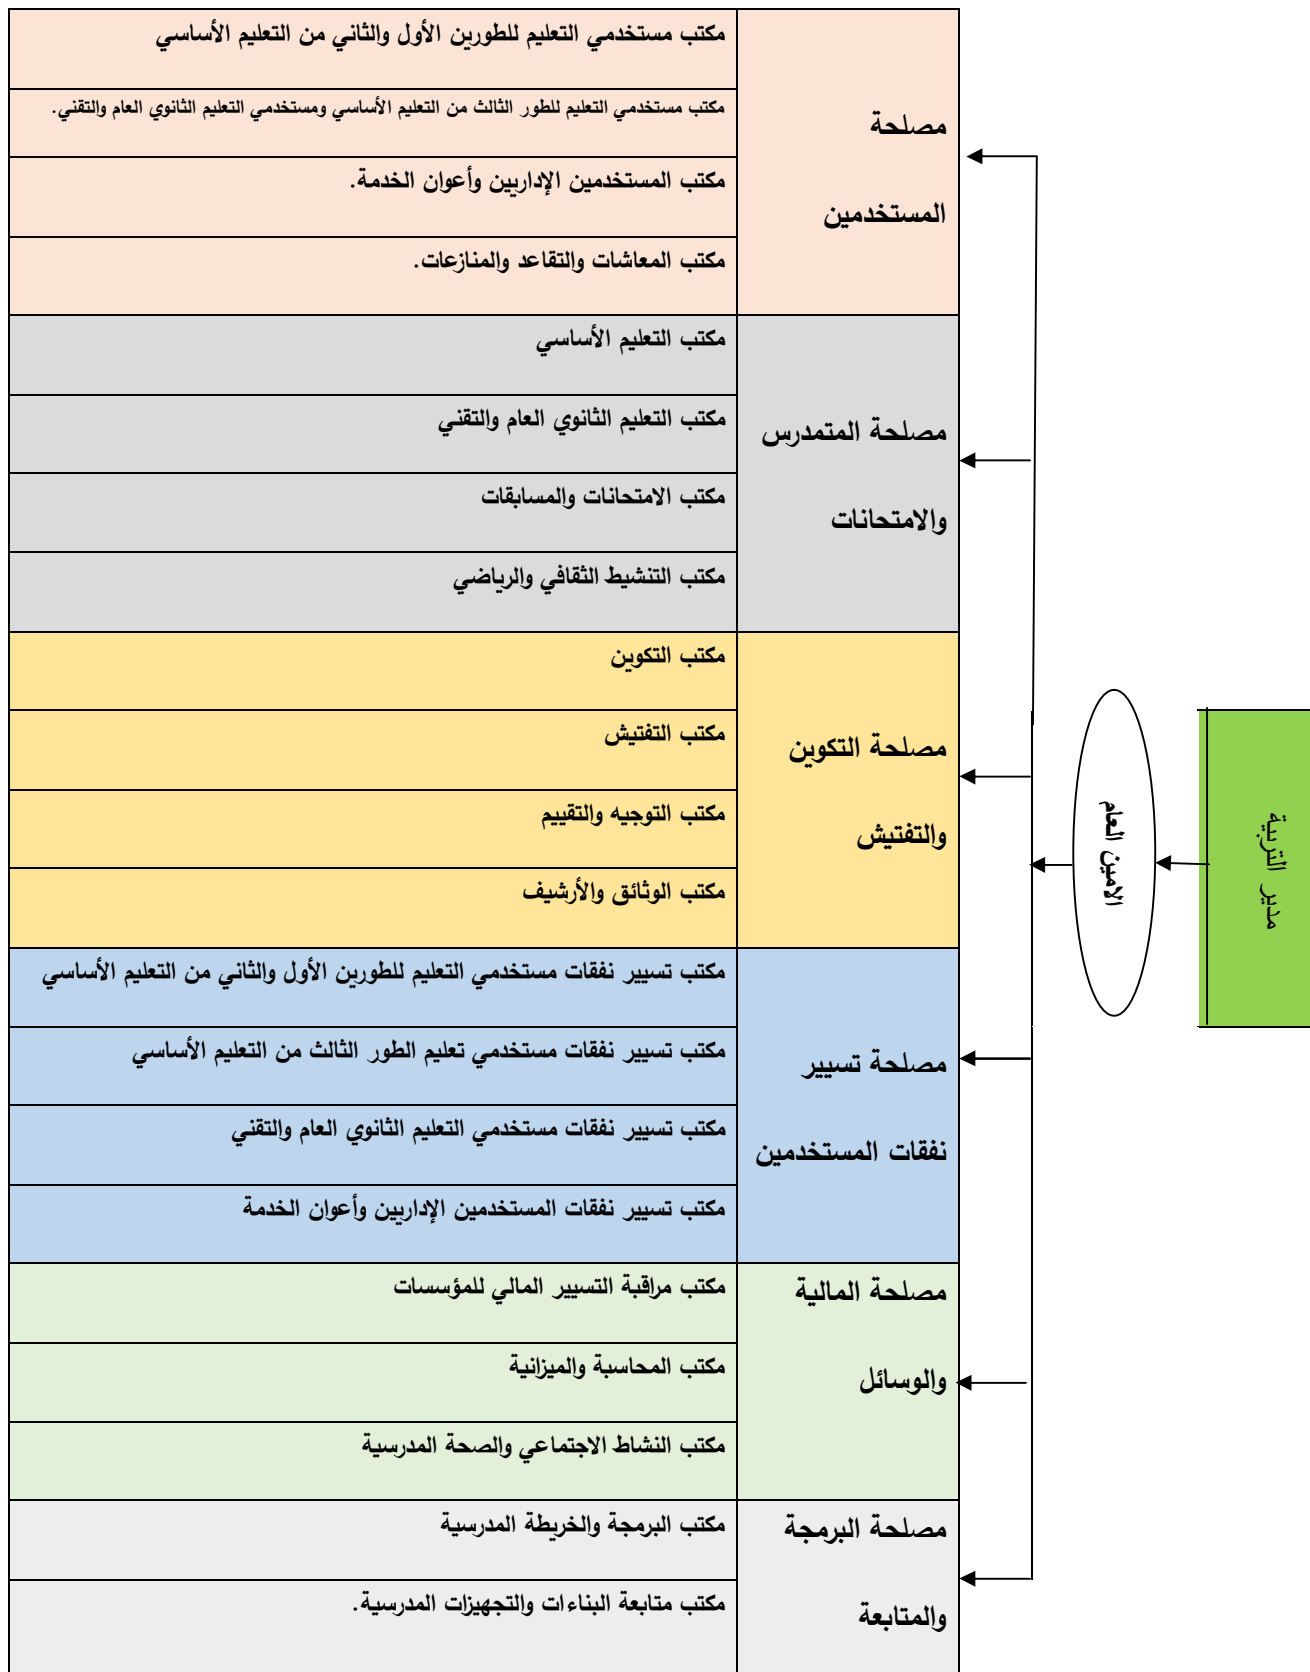 مدير التربية
الامين العام
مصلحة
المستخدمين
مكتب مستخدمي التعليم للطورين الأول والثاني من التعليم الأساسي
مكتب مستخدمي التعليم للطور الثالث من التعليم الأساسي ومستخدمي التعليم الثانوي العام والتقني.
مكتب المستخدمين الإداريين وأعوان الخدمة.
مكتب المعاشات والتقاعد والمنازعات.
مصلحة المتمدرس
والامتحانات
مكتب التعليم الأساسي
مكتب التعليم الثانوي العام والتقني
مكتب الامتحانات والمسابقات
مكتب التنشيط الثقافي والرياضي
مصلحة التكوين
والتفتيش
مكتب التكوين
مكتب التفتيش
مكتب التوجيه والتقييم
مكتب الوثائق والأرشيف
مصلحة تسيير
نفقات المستخدمين
مكتب تسيير نفقات مستخدمي التعليم للطورين الأول والثاني من التعليم الأساسي
مكتب تسيير نفقات مستخدمي تعليم الطور الثالث من التعليم الأساسي
مكتب تسيير نفقات مستخدمي التعليم الثانوي العام والتقني
مكتب تسيير نفقات المستخدمين الإداريين وأعوان الخدمة
مصلحة المالية
والوسائل
مكتب مراقبة التسيير المالي للمؤسسات
مكتب المحاسبة والميزانية
مكتب النشاط الاجتماعي والصحة المدرسية
مصلحة البرمجة
والمتابعة
مكتب البرمجة والخريطة المدرسية
مكتب متابعة البناءات والتجهيزات المدرسية.